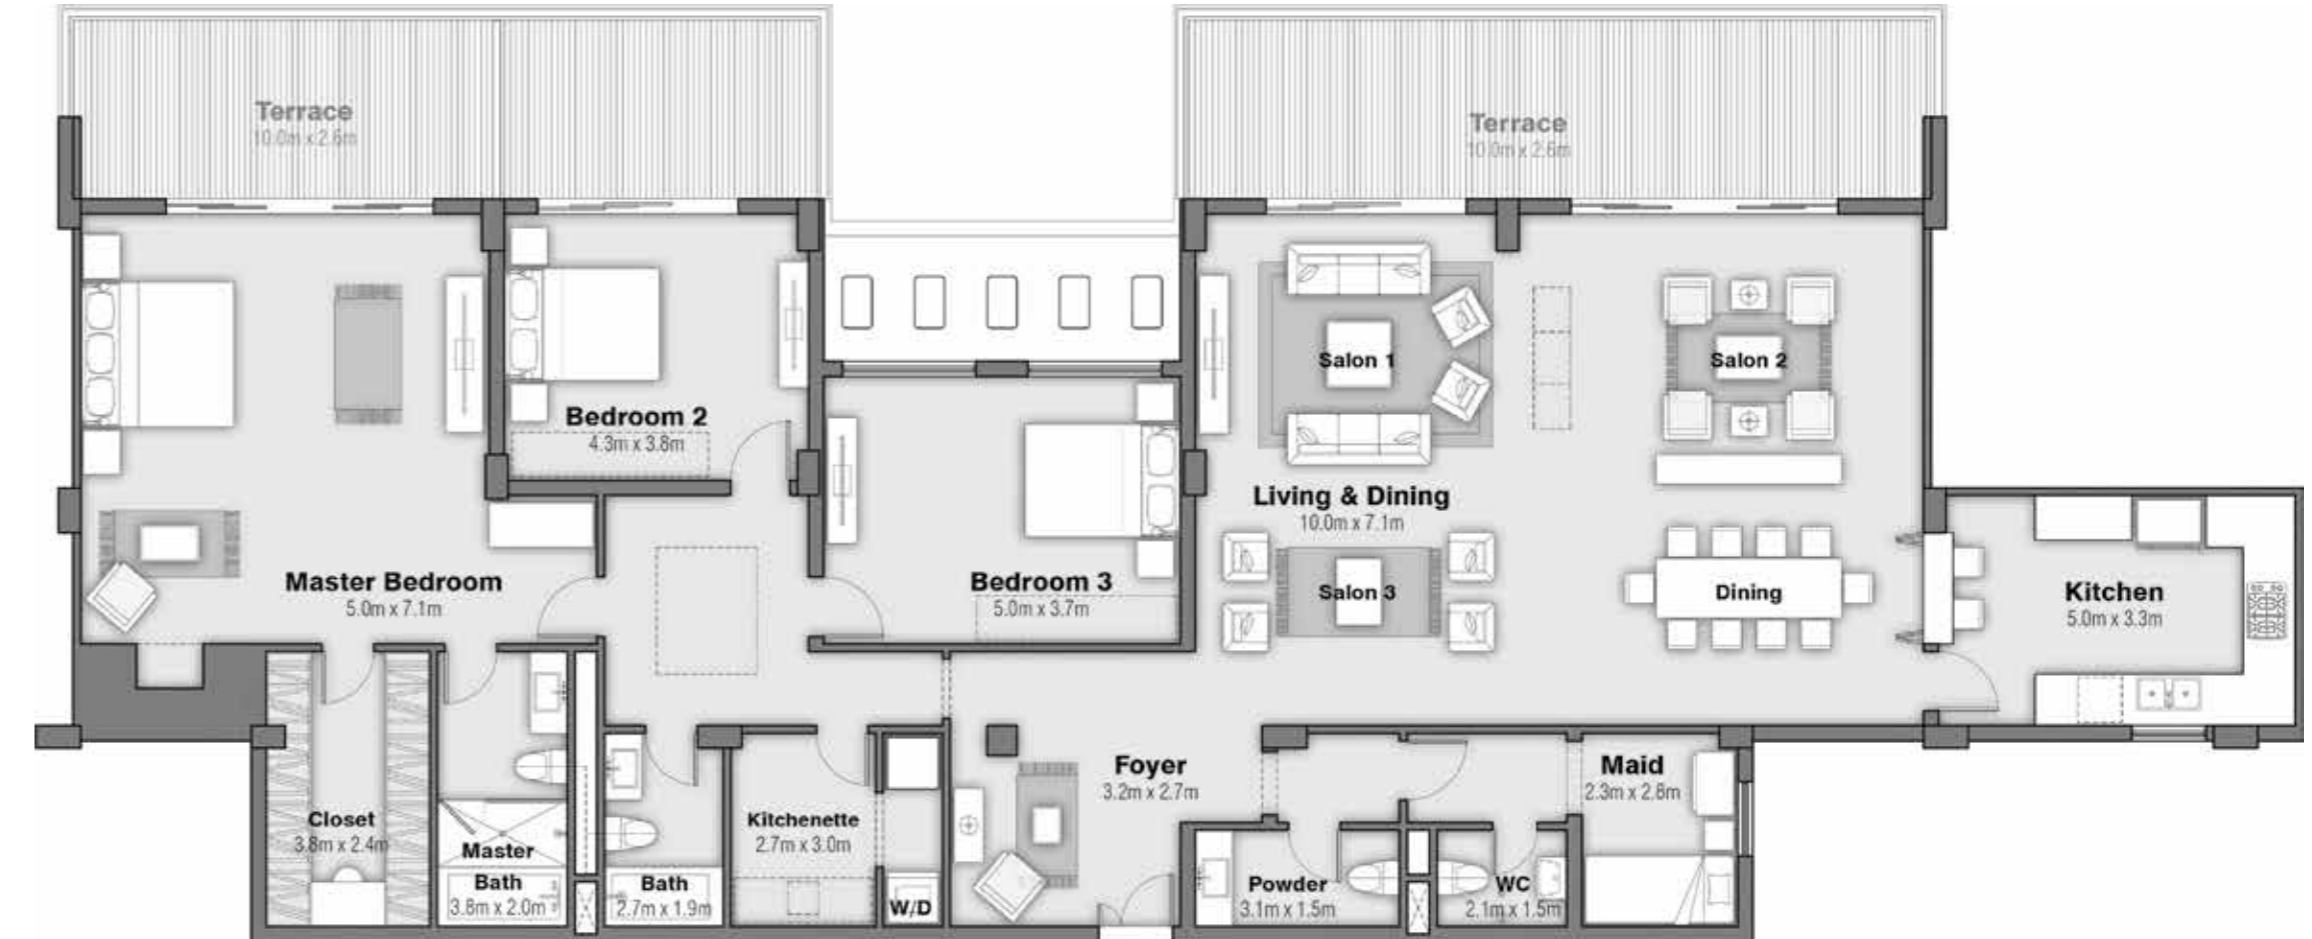 Terrace
10.0m x 2.6m
Terrace
10.0m x 2.6m
Salon 1
Salon 2
Bedroom 2
4.3m x 3.8m
Living & Dining
10.0m x 7.1m
Master Bedroom
5.0m x 7.1m
Bedroom 3
5.0m x 3.7m
Salon 3
Dining
Kitchen
5.0m x 3.3m
Foyer
3.2m x 2.7m
Maid
2.3m x 2.8m
Closet
3.8m x 2.4m
Kitchenette
2.7m x 3.0m
Master
Bath
3.8m x 2.0m
Bath
2.7m x 1.9m
W/D
Powder
3.1m x 1.5m
WC
2.1m x 1.5m